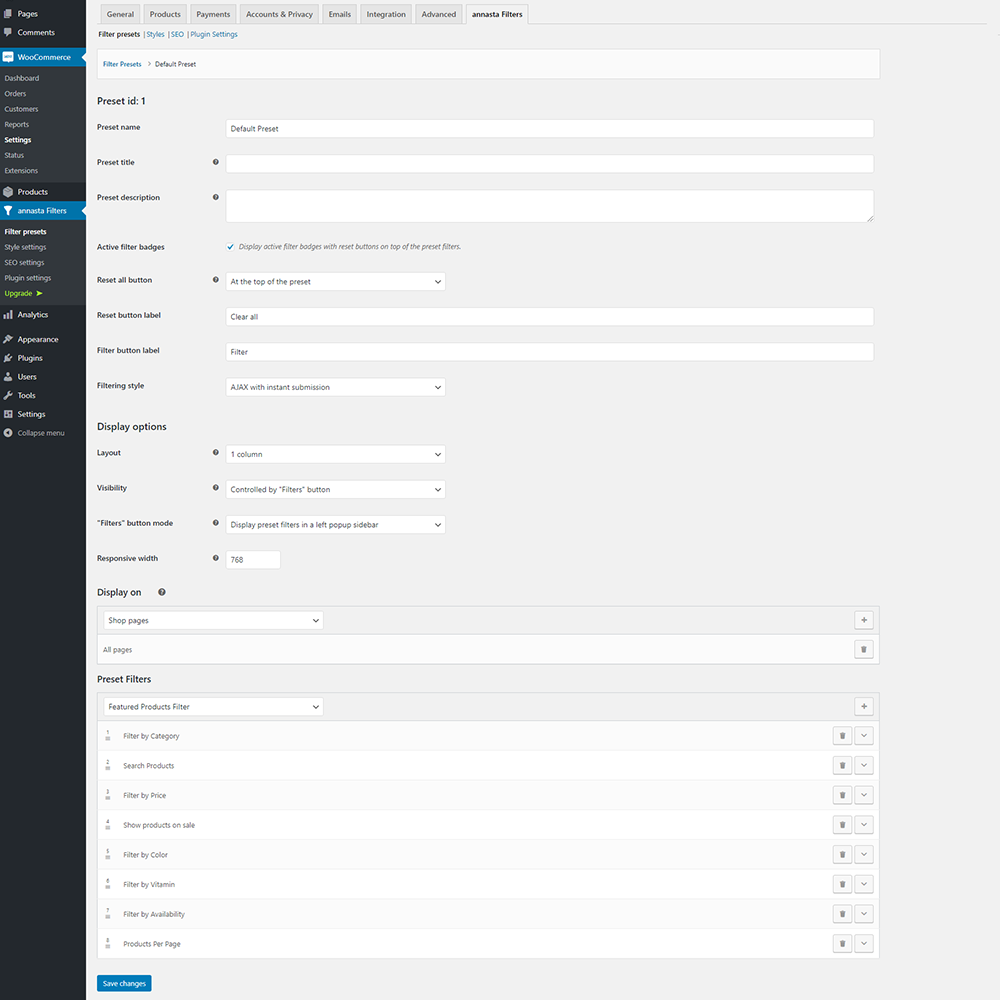 Pages
Comments
WooCommerce
Dashboard
Orders
Customers
Reports
Settings
Status
Extensions
Products
annasta Filters
Filter presets
Style settings
SEO settings
Plugin settings
Upgrade ➤
Analytics
Appearance
Plugins
Users
Tools
Settings
Collapse menu
General Products Payments Accounts & Privacy Emails Integration Advanced annasta Filters
Filter presets | Styles | SEO | Plugin Settings
Filter Presets > Default Preset
Preset id: 1
Preset name Default Preset
Preset title
Preset description
Active filter badges Display active filter badges with reset buttons on top of the preset filters.
Reset all button At the top of the preset
Reset button label Clear all
Filter button label Filter
Filtering style AJAX with instant submission
Display options
Layout 1 column
Visibility Controlled by "Filters" button
"Filters" button mode Display preset filters in a left popup sidebar
Responsive width 768
Display on
Shop pages +
All pages
Preset Filters
Featured Products Filter +
1 Filter by Category
2 Search Products
3 Filter by Price
4 Show products on sale
5 Filter by Color
6 Filter by Vitamin
7 Filter by Availability
8 Products Per Page
Save changes